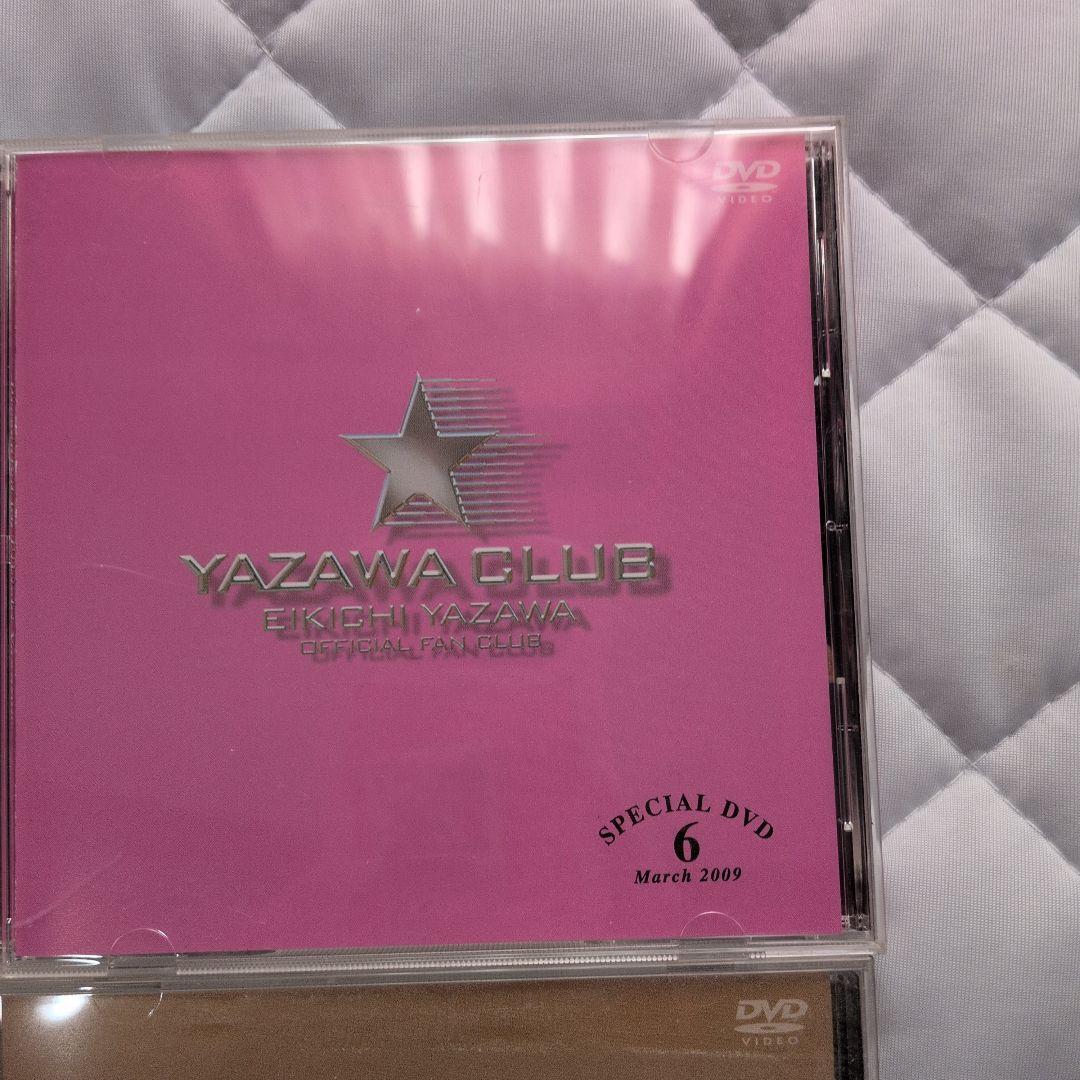 DVD
VIDEO
YAZAWA CLUB
EIKICHI YAZAWA
OFFICIAL FAN CLUB
SPECIAL DVD
6
March 2009
DVD
VIDEO